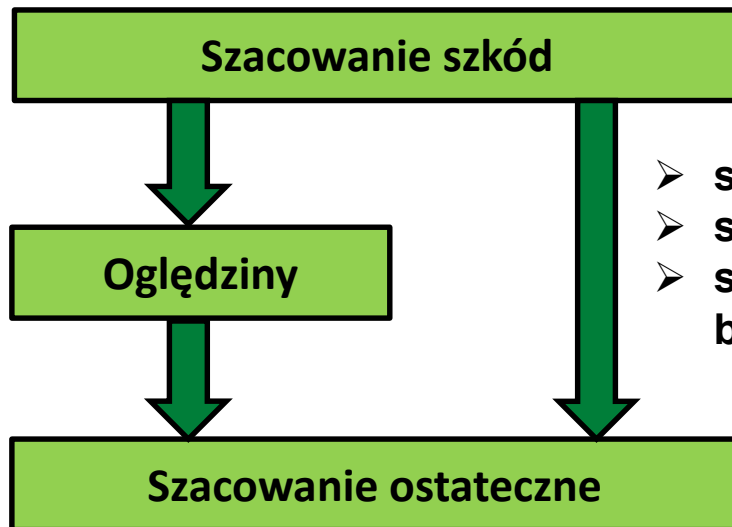 Szacowanie szkód
➢ s
➢ s
Oględziny
➢ s
b
Szacowanie ostateczne